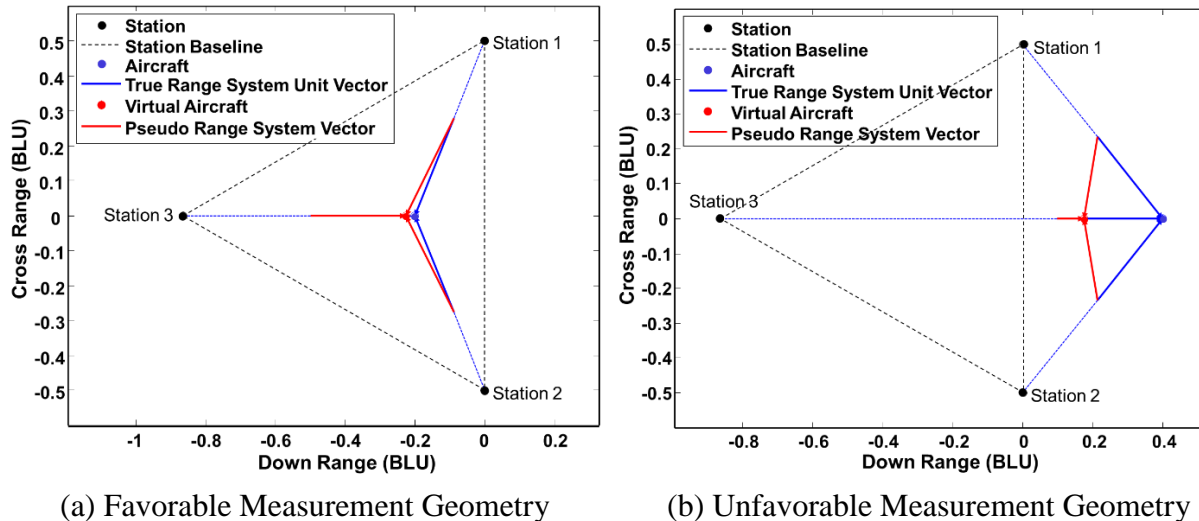 Station
Station Baseline
Aircraft
True Range System Unit Vector
Virtual Aircraft
Pseudo Range System Vector
Station 1
Station 3
Station 2
0.5
0.4
0.3
0.2
0.1
0
-0.1
-0.2
-0.3
-0.4
-0.5
Cross Range (BLU)
-1
-0.8
-0.6
-0.4
-0.2
0
0.2
Down Range (BLU)
(a) Favorable Measurement Geometry
Station
Station Baseline
Aircraft
True Range System Unit Vector
Virtual Aircraft
Pseudo Range System Vector
Station 1
Station 3
Station 2
0.5
0.4
0.3
0.2
0.1
0
-0.1
-0.2
-0.3
-0.4
-0.5
Cross Range (BLU)
-0.8
-0.6
-0.4
-0.2
0
0.2
0.4
Down Range (BLU)
(b) Unfavorable Measurement Geometry